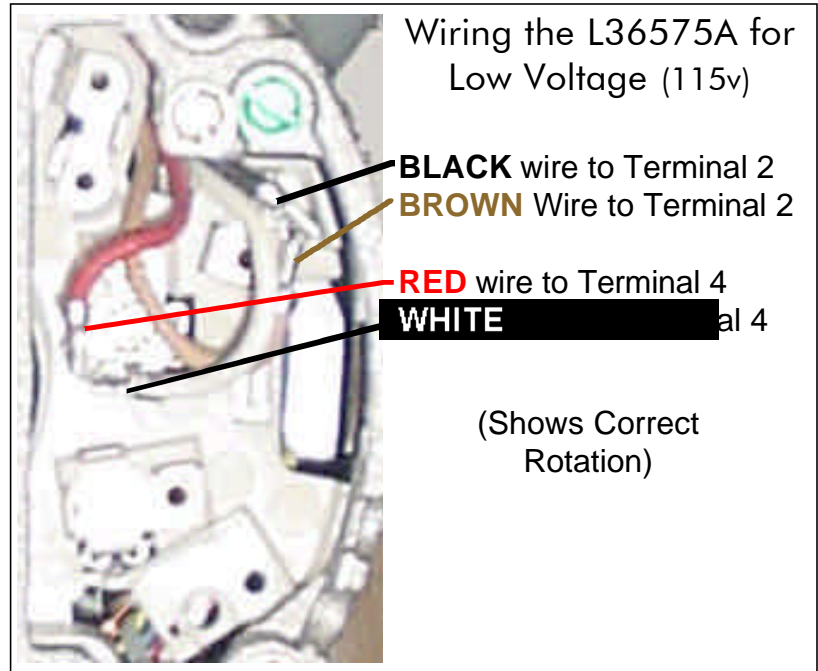 Wiring the L36575A for
Low Voltage (115v)
BLACK wire to Terminal 2
BROWN Wire to Terminal 2
RED wire to Terminal 4
WHITE al 4
(Shows Correct
Rotation)